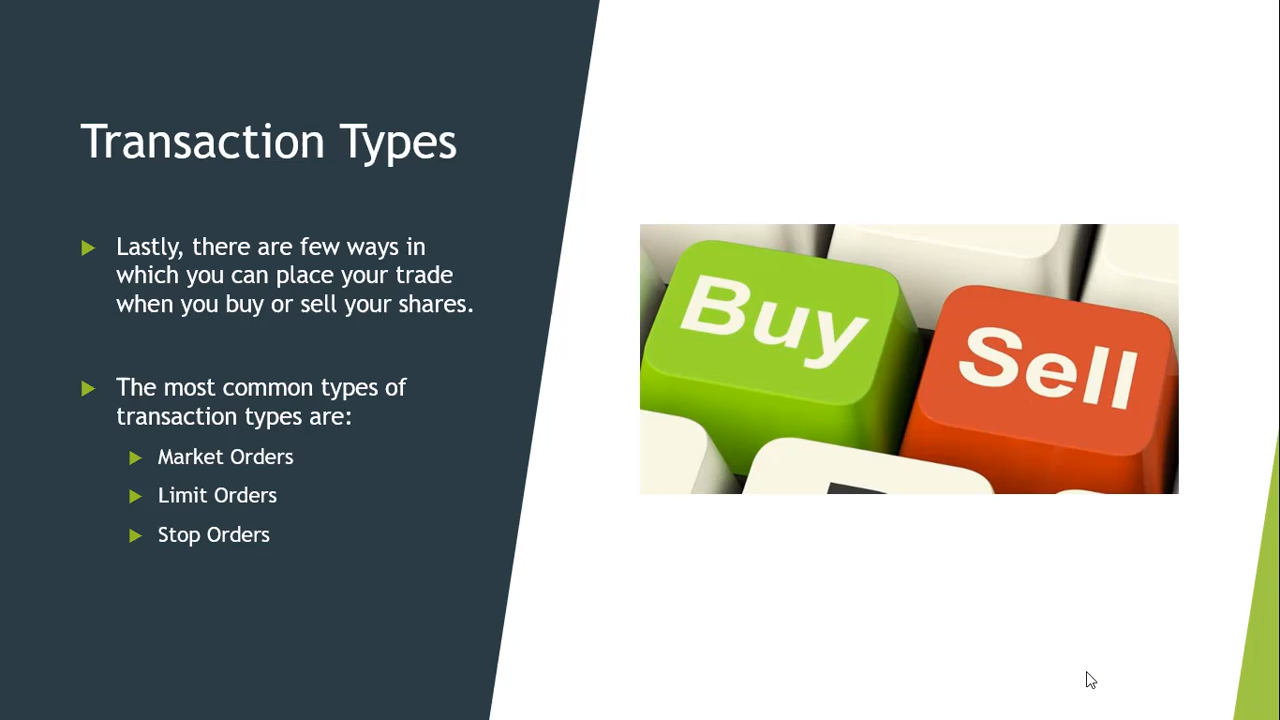 Transaction Types
Lastly, there are few ways in
which you can place your trade
when you buy or sell your shares.
The most common types of
transaction types are:
Market Orders
Limit Orders
Stop Orders
Buy
Sell